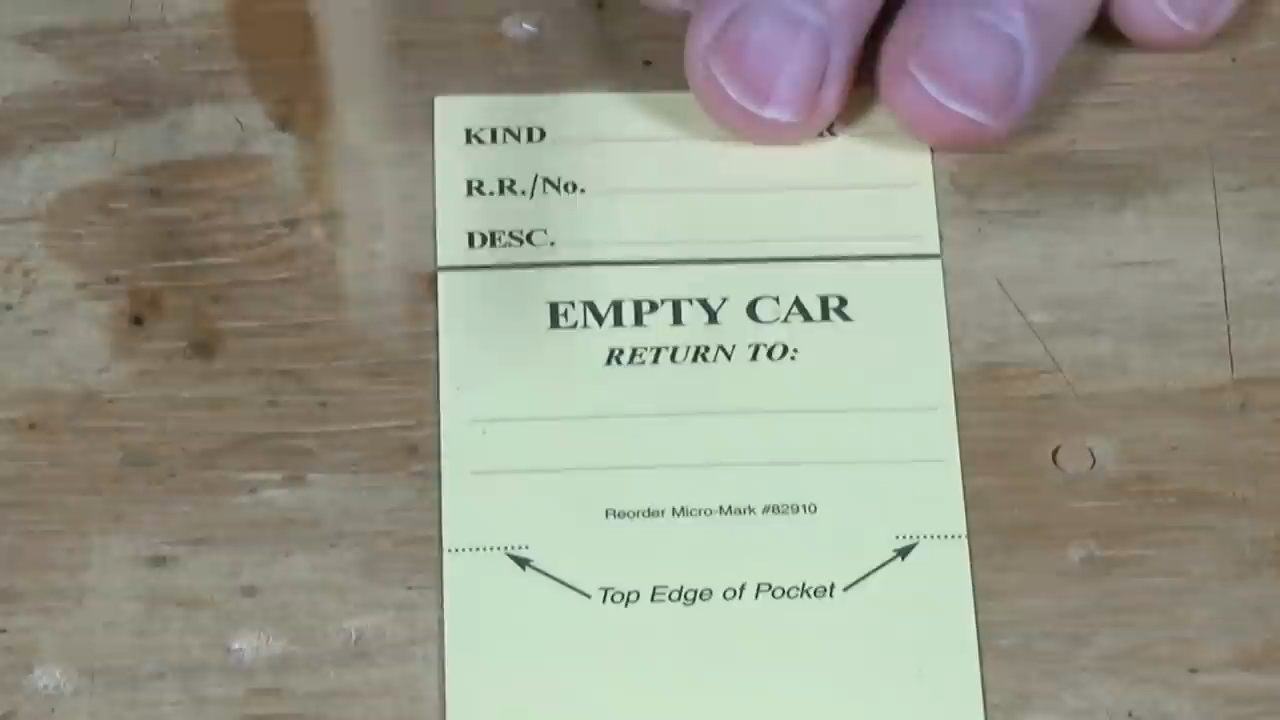 KIND
R.R./No.
DESC.
EMPTY CAR
RETURN TO:
Reorder Micro-Mark #82910
Top Edge of Pocket